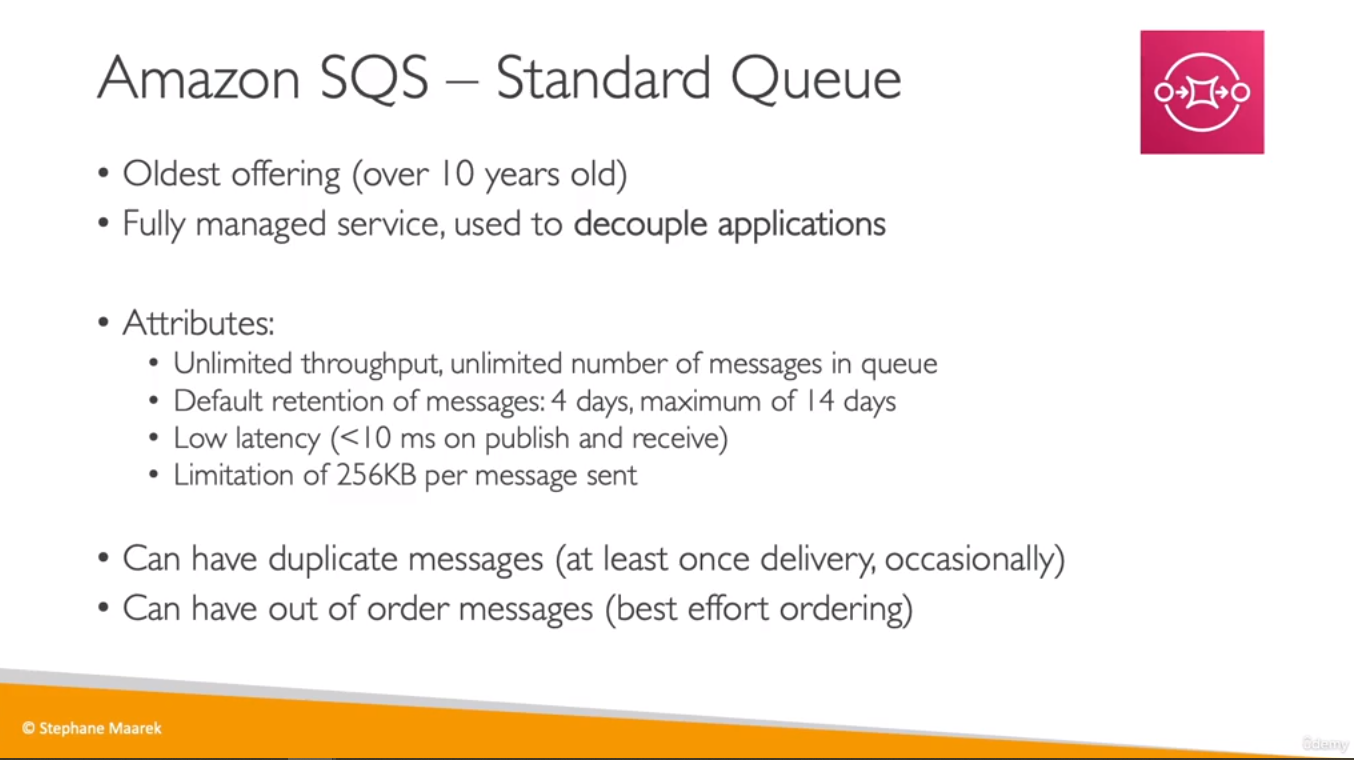 Amazon SQS – Standard Queue
• Oldest offering (over 10 years old)
• Fully managed service, used to decouple applications
• Attributes:
• Unlimited throughput, unlimited number of messages in queue
• Default retention of messages: 4 days, maximum of 14 days
• Low latency (<10 ms on publish and receive)
• Limitation of 256KB per message sent
• Can have duplicate messages (at least once delivery, occasionally)
• Can have out of order messages (best effort ordering)
© Stephane Maarek
ûdemy